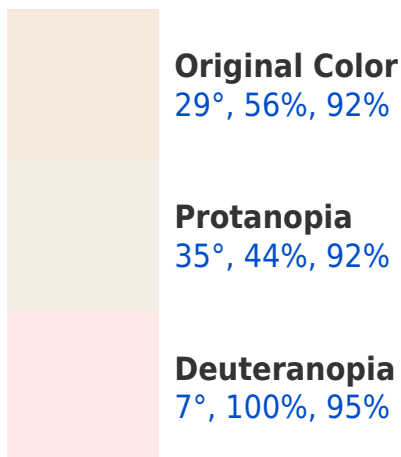 Original Color
29°, 56%, 92%
Protanopia
35°, 44%, 92%
Deuteranopia
7°, 100%, 95%